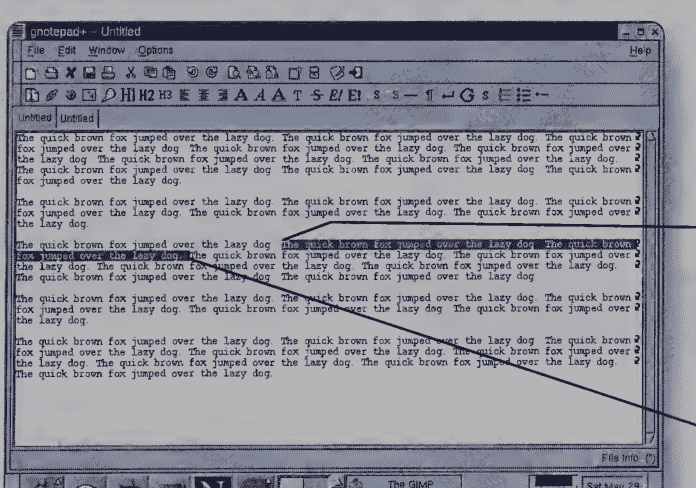 gnotepad+ - Untitled
File Edit Window Options Help
H1 H2 H3 A A A T S E! E! S S ¶ G S
Untitled Untitled
The quick brown fox jumped over the lazy dog. The quick brown fox jumped over the lazy dog. The quick brown
fox jumped over the lazy dog. The quick brown fox jumped over the lazy dog. The quick brown fox jumped over
the lazy dog. The quick brown fox jumped over the lazy dog. The quick brown fox jumped over the lazy dog.
The quick brown fox jumped over the lazy dog. The quick brown fox jumped over the lazy dog. The quick brown
fox jumped over the lazy dog.
The quick brown fox jumped over the lazy dog. The quick brown fox jumped over the lazy dog. The quick brown
fox jumped over the lazy dog. The quick brown fox jumped over the lazy dog. The quick brown fox jumped over
the lazy dog.
The quick brown fox jumped over the lazy dog The quick brown fox jumped over the lazy dog The quick brown
fox jumped over the lazy dog. The quick brown fox jumped over the lazy dog. The quick brown fox jumped over
the lazy dog. The quick brown fox jumped over the lazy dog. The quick brown fox jumped over the lazy dog.
The quick brown fox jumped over the lazy dog The quick brown fox jumped over the lazy dog
The quick brown fox jumped over the lazy dog. The quick brown fox jumped over the lazy dog. The quick brown
fox jumped over the lazy dog. The quick brown fox jumped over the lazy dog. The quick brown fox jumped over
the lazy dog.
The quick brown fox jumped over the lazy dog. The quick brown fox jumped over the lazy dog The quick brown
fox jumped over the lazy dog. The quick brown fox jumped over the lazy dog. The quick brown fox jumped over
the lazy dog. The quick brown fox jumped over the lazy dog. The quick brown fox jumped over the lazy dog.
The quick brown fox jumped over the lazy dog.
File Info (*)
N The GIMP Sat May 29